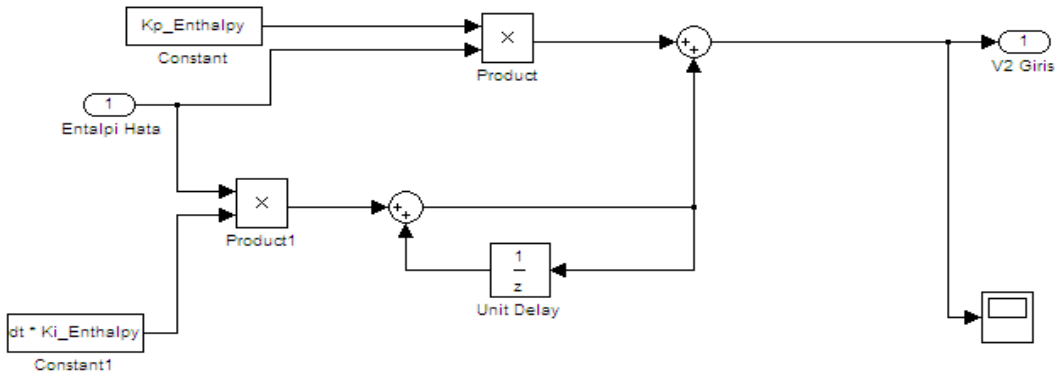 Kp_Enthalpy
Constant
×
Product
++
1
V2 Giris
1
Entalpi Hata
×
Product1
++
1
z
Unit Delay
dt * Ki_Enthalpy
Constant1